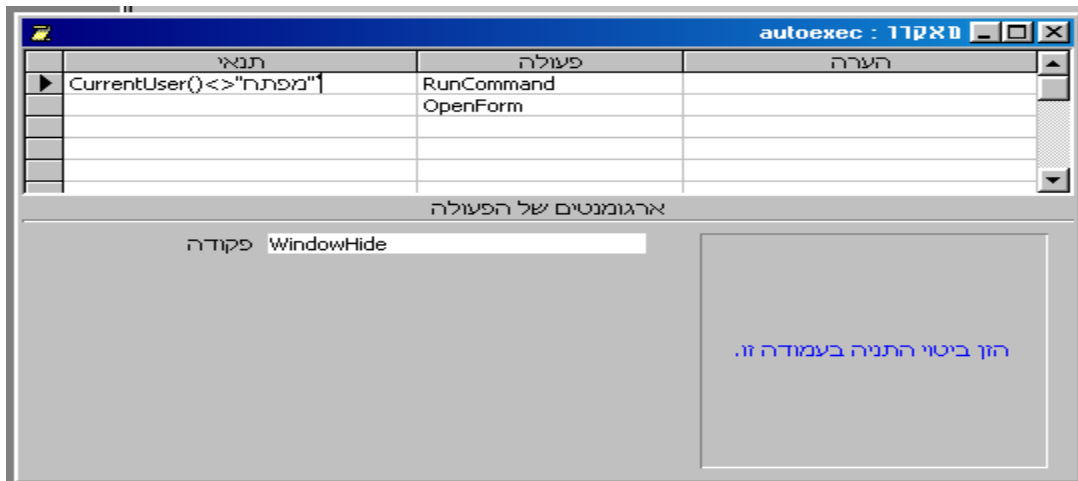 מאקרו : autoexec
תנאי
פעולה
הערה
CurrentUser()<>"מפתח"
RunCommand
OpenForm
ארגומנטים של הפעולה
פקודה WindowHide
הזן ביטוי התניה בעמודה זו.